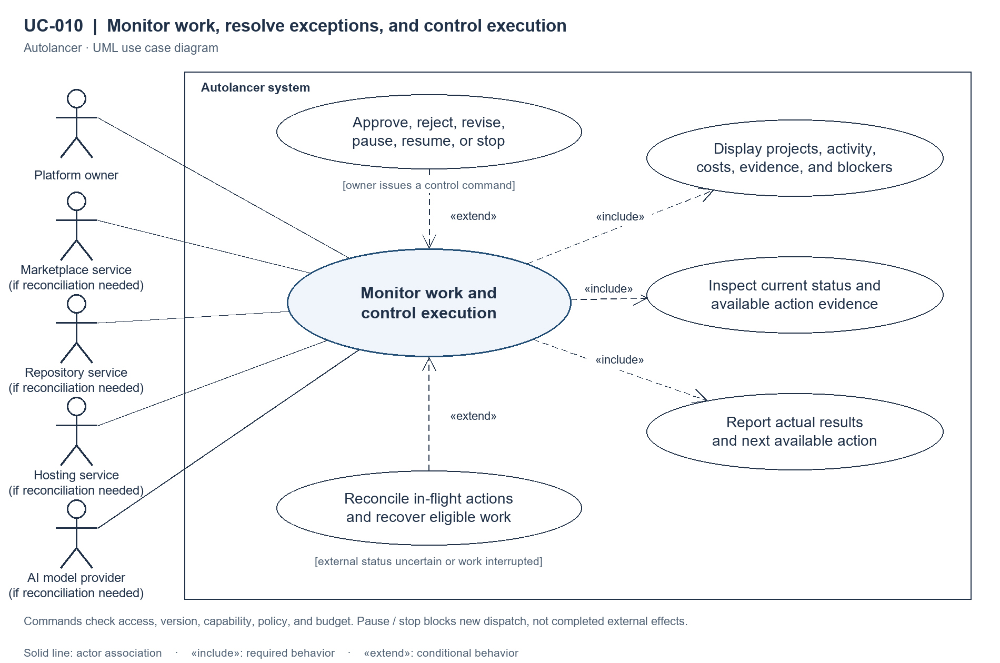 UC-010 | Monitor work, resolve exceptions, and control execution
Autolancer · UML use case diagram
Autolancer system
Platform owner
Marketplace service
(if reconciliation needed)
Repository service
(if reconciliation needed)
Hosting service
(if reconciliation needed)
AI model provider
(if reconciliation needed)
Approve, reject, revise,
pause, resume, or stop
[owner issues a control command]
«extend»
Monitor work and
control execution
«extend»
Reconcile in-flight actions
and recover eligible work
[external status uncertain or work interrupted]
«include»
Display projects, activity,
costs, evidence, and blockers
«include»
Inspect current status and
available action evidence
«include»
Report actual results
and next available action
Commands check access, version, capability, policy, and budget. Pause / stop blocks new dispatch, not completed external effects.
Solid line: actor association · «include»: required behavior · «extend»: conditional behavior